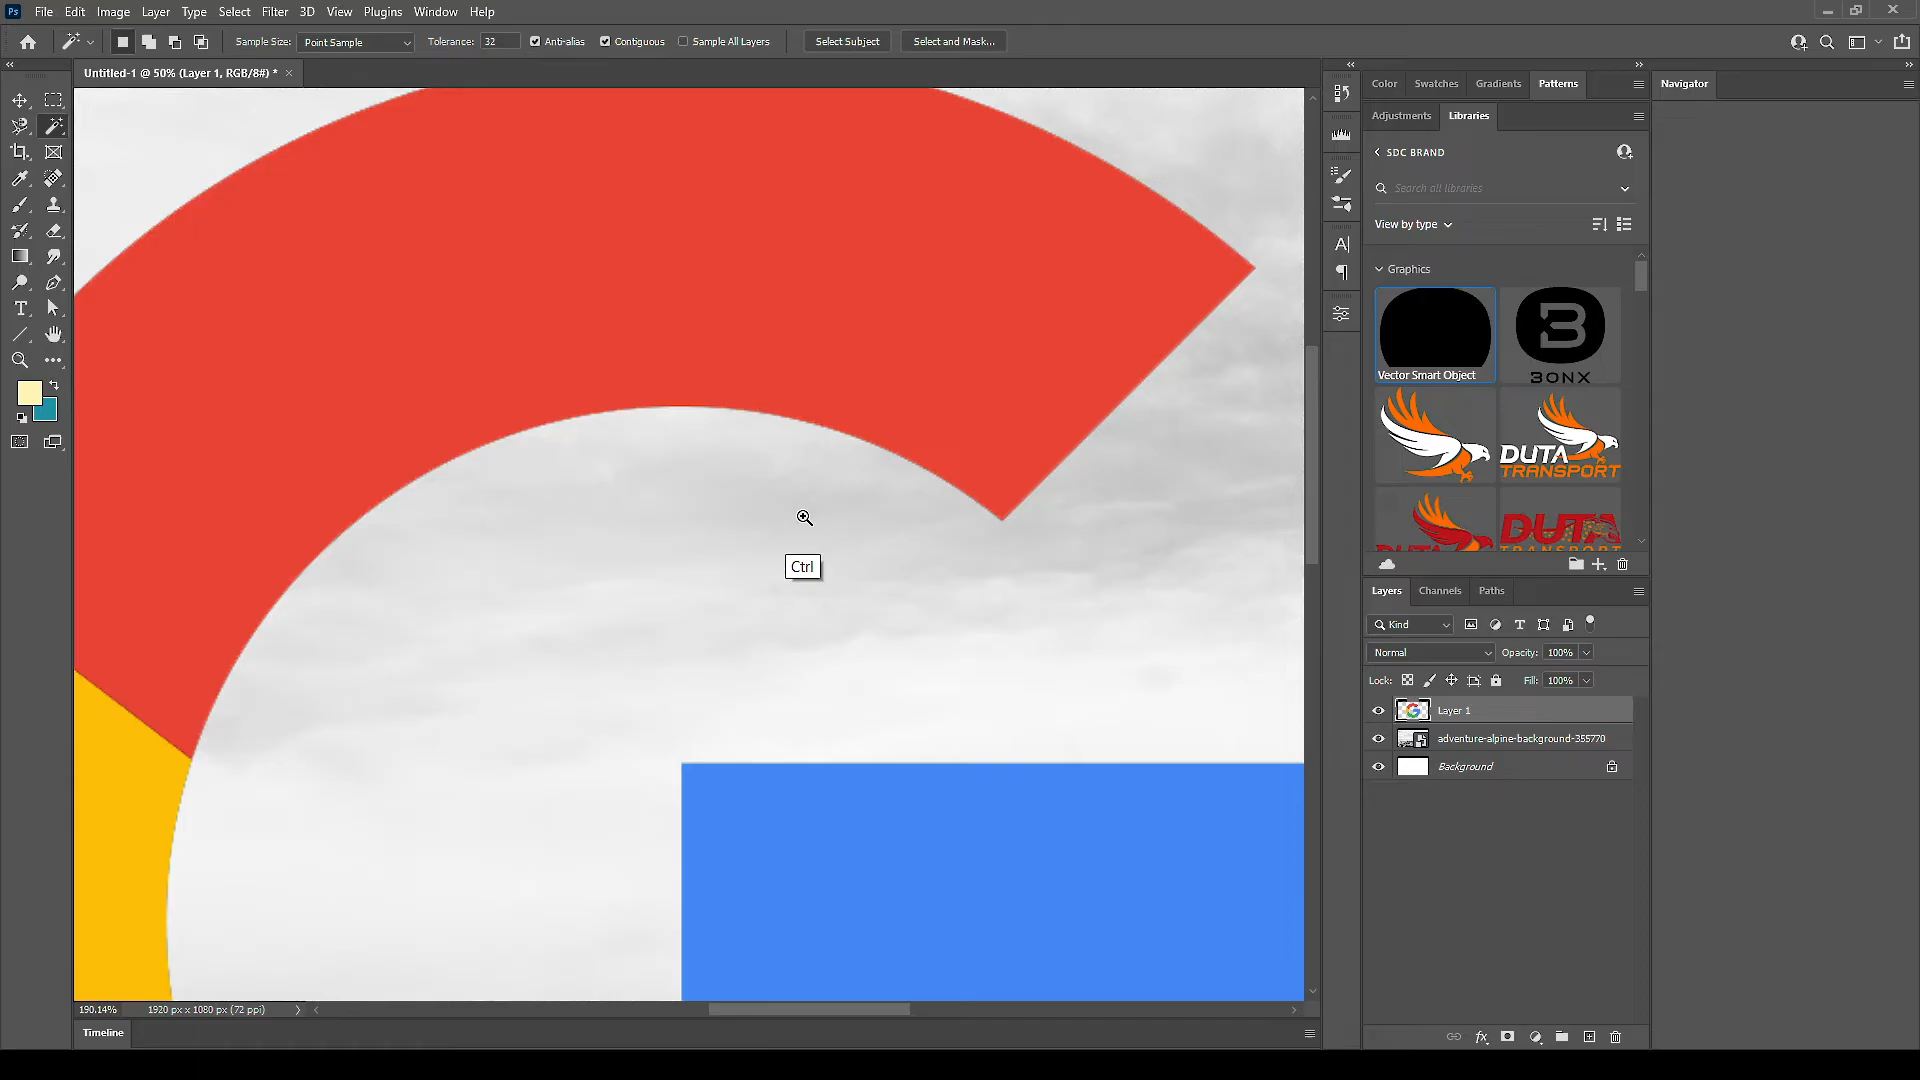 Ps File Edit Image Layer Type Select Filter 3D View Plugins Window Help
Sample Size: Point Sample Tolerance: 32 Anti-alias Contiguous Sample All Layers Select Subject Select and Mask...
Untitled-1 @ 50% (Layer 1, RGB/8#) *
Color Swatches Gradients Patterns Navigator
Adjustments Libraries
SDC BRAND
Search all libraries
View by type
Graphics
Vector Smart Object
BONX
DUTA
TRANSPORT
DUTA
DUTA
TRANSPORT
Ctrl
Layers Channels Paths
Kind
Normal Opacity: 100%
Lock: Fill: 100%
Layer 1
adventure-alpine-background-355770
Background
190.14% 1920 px x 1080 px (72 ppi)
Timeline